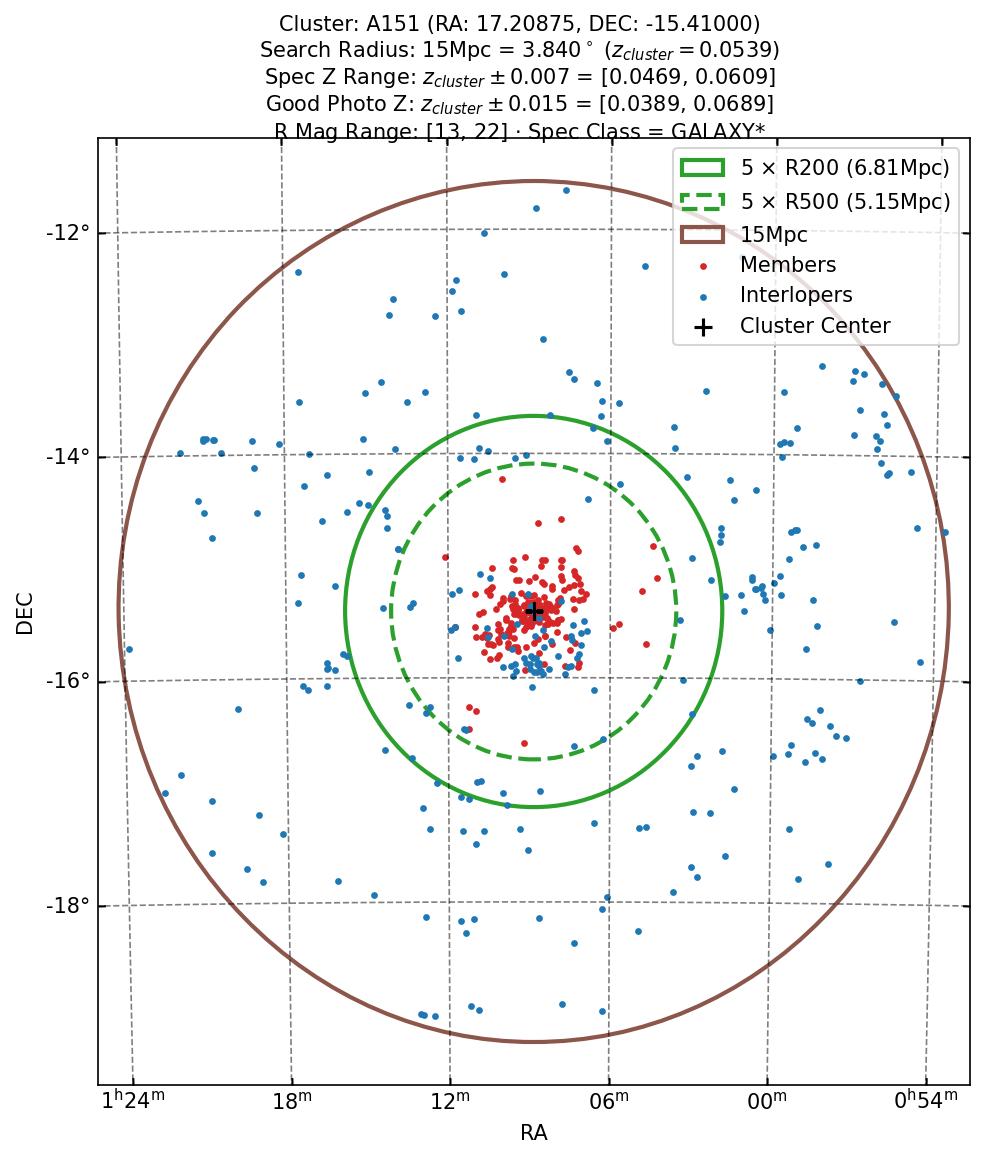 Cluster: A151 (RA: 17.20875, DEC: -15.41000)
Search Radius: 15Mpc = 3.840° (z_cluster = 0.0539)
Spec Z Range: z_cluster ± 0.007 = [0.0469, 0.0609]
Good Photo Z: z_cluster ± 0.015 = [0.0389, 0.0689]
R Mag Range: [13, 22] · Spec Class = GALAXY*
5 × R200 (6.81Mpc)
5 × R500 (5.15Mpc)
15Mpc
Members
Interlopers
Cluster Center
-12°
-14°
-16°
-18°
DEC
1ʰ24ᵐ 18ᵐ 12ᵐ 06ᵐ 00ᵐ 0ʰ54ᵐ
RA